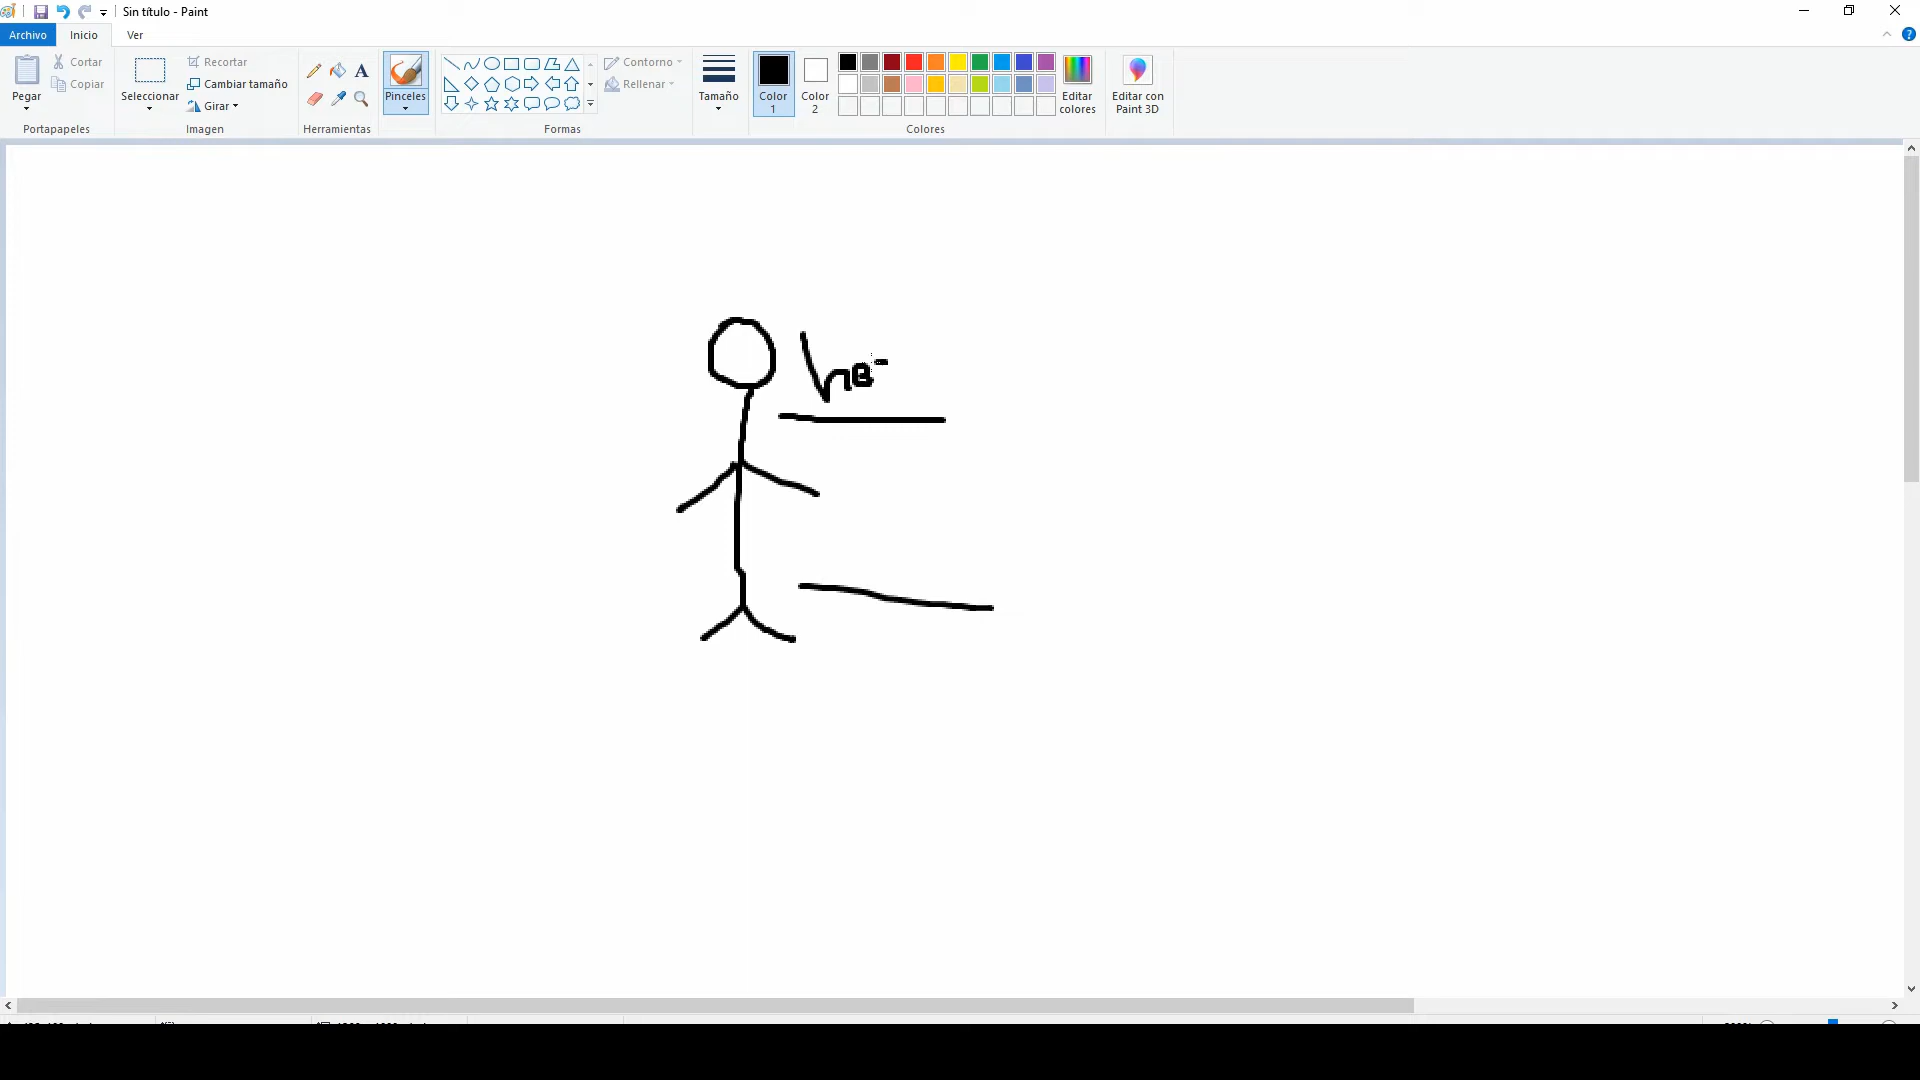 Sin título - Paint
Archivo Inicio Ver
Pegar
Cortar
Copiar
Portapapeles
Seleccionar
Recortar
Cambiar tamaño
Girar
Imagen
A
Herramientas
Pinceles
Contorno
Rellenar
Formas
Tamaño
Color 1
Color 2
Editar colores
Colores
Editar con Paint 3D